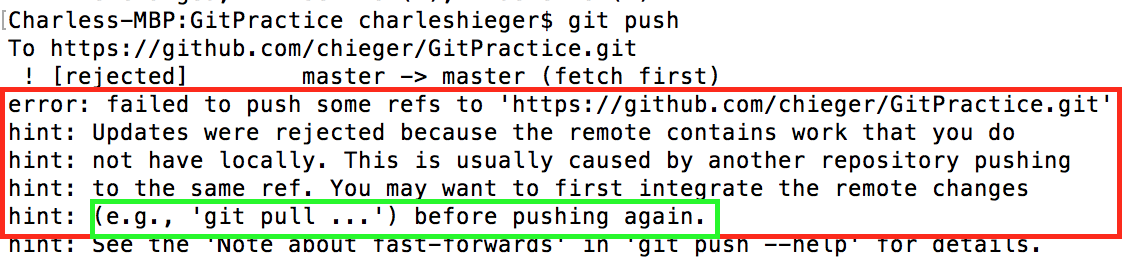 Charless-MBP:GitPractice charleshieger$ git push
To https://github.com/chieger/GitPractice.git
! [rejected] master -> master (fetch first)
error: failed to push some refs to 'https://github.com/chieger/GitPractice.git'
hint: Updates were rejected because the remote contains work that you do
hint: not have locally. This is usually caused by another repository pushing
hint: to the same ref. You may want to first integrate the remote changes
hint: (e.g., 'git pull ...') before pushing again.
hint: See the 'Note about fast-forwards' in 'git push --help' for details.